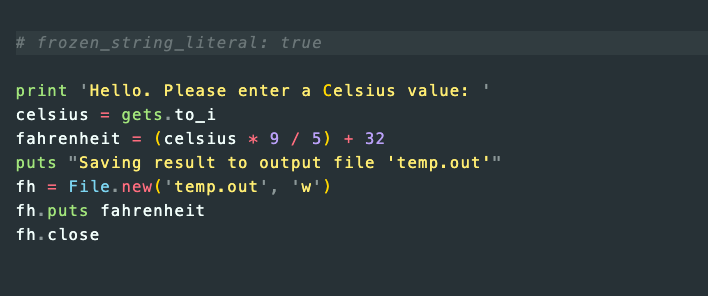 # frozen_string_literal: true
print 'Hello. Please enter a Celsius value: '
celsius = gets.to_i
fahrenheit = (celsius * 9 / 5) + 32
puts "Saving result to output file 'temp.out'"
fh = File.new('temp.out', 'w')
fh.puts fahrenheit
fh.close